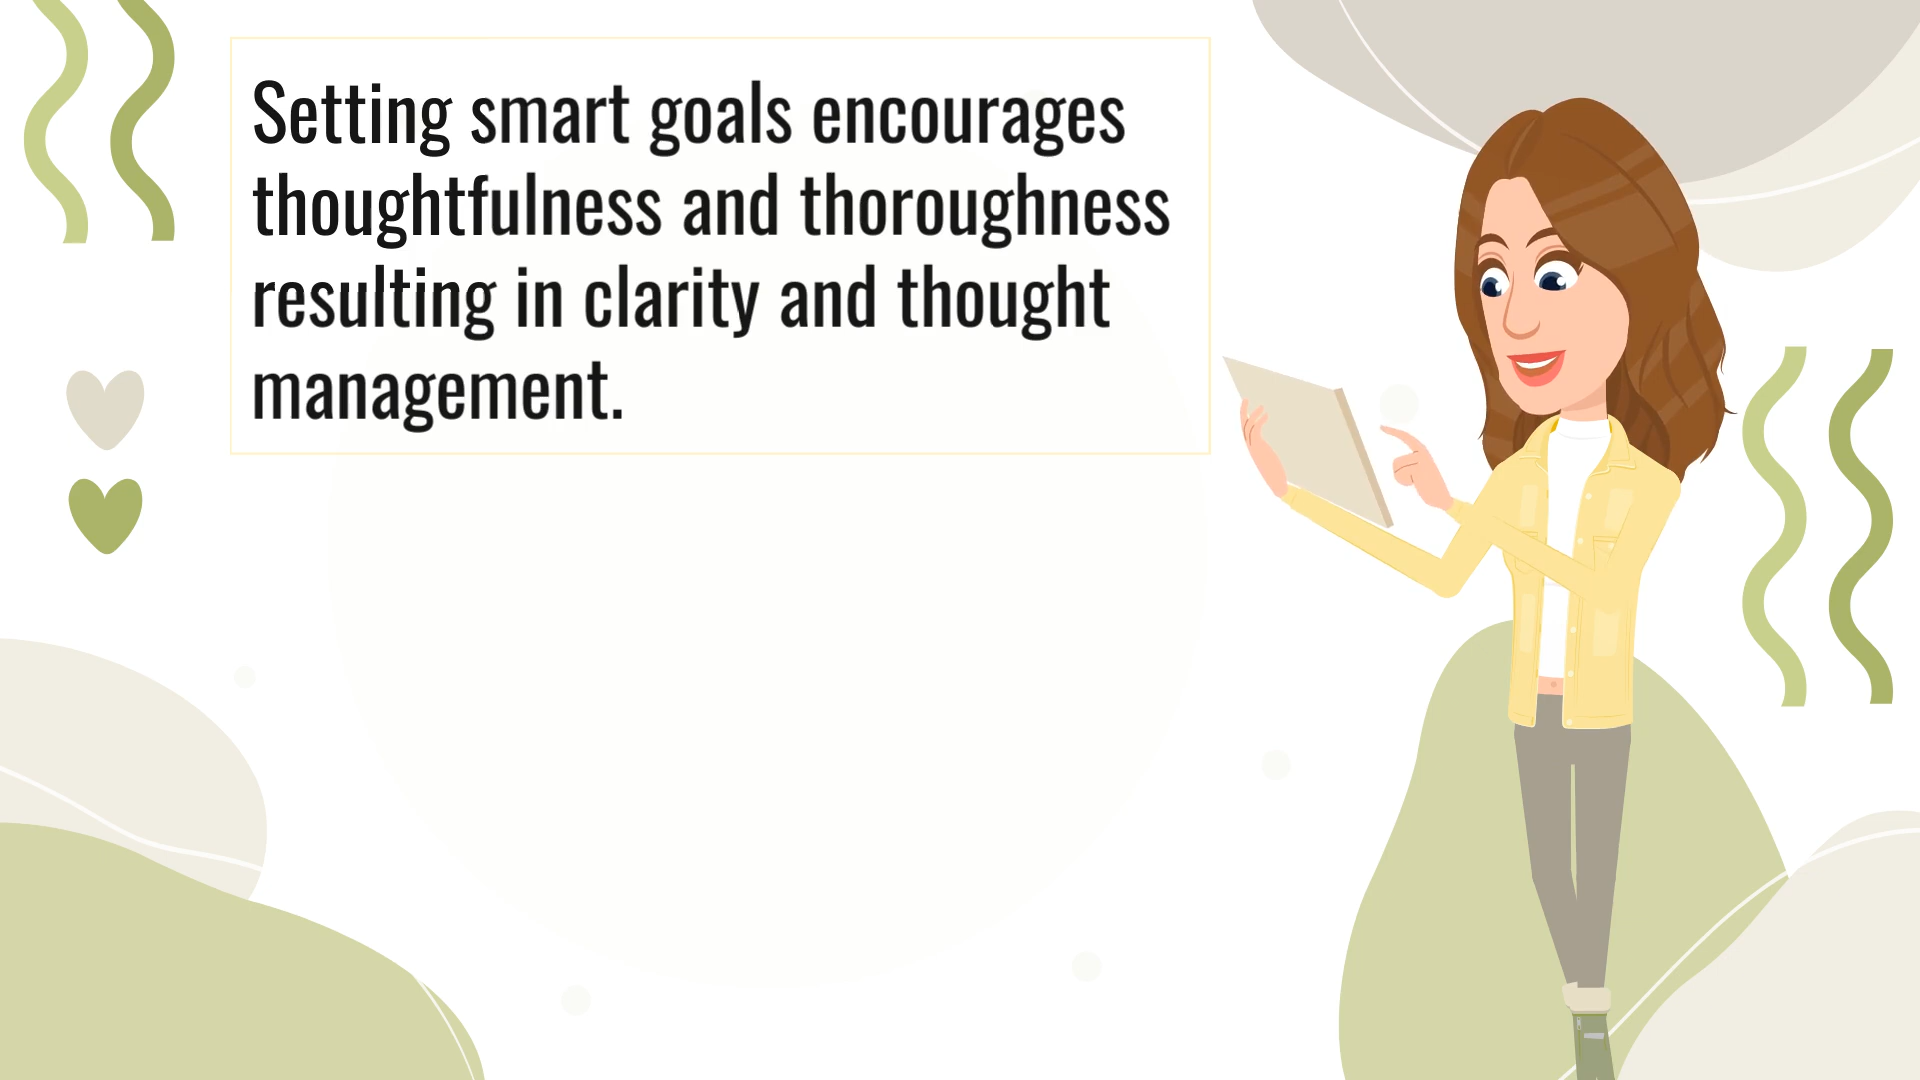 Setting smart goals encourages
thoughtfulness and thoroughness
resulting in clarity and thought
management.